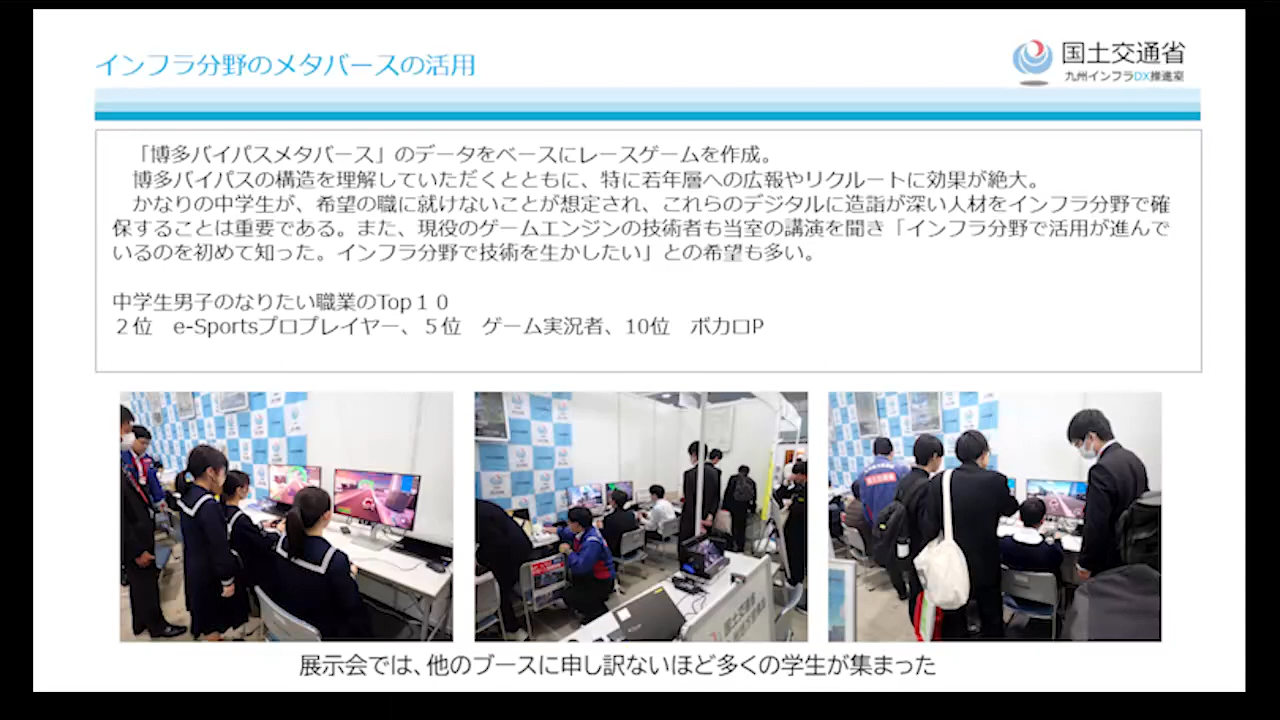 インフラ分野のメタバースの活用
国土交通省
九州インフラDX推進室
「博多バイパスメタバース」のデータをベースにレースゲームを作成。
博多バイパスの構造を理解していただくとともに、特に若年層への広報やリクルートに効果が絶大。
かなりの中学生が、希望の職に就けないことが想定され、これらのデジタルに造詣が深い人材をインフラ分野で確
保することは重要である。また、現役のゲームエンジンの技術者も当室の講演を聞き「インフラ分野で活用が進んで
いるのを初めて知った。インフラ分野で技術を生かしたい」との希望も多い。
中学生男子のなりたい職業のTop１０
２位　e-Sportsプロプレイヤー、５位　ゲーム実況者、10位　ボカロP
展示会では、他のブースに申し訳ないほど多くの学生が集まった